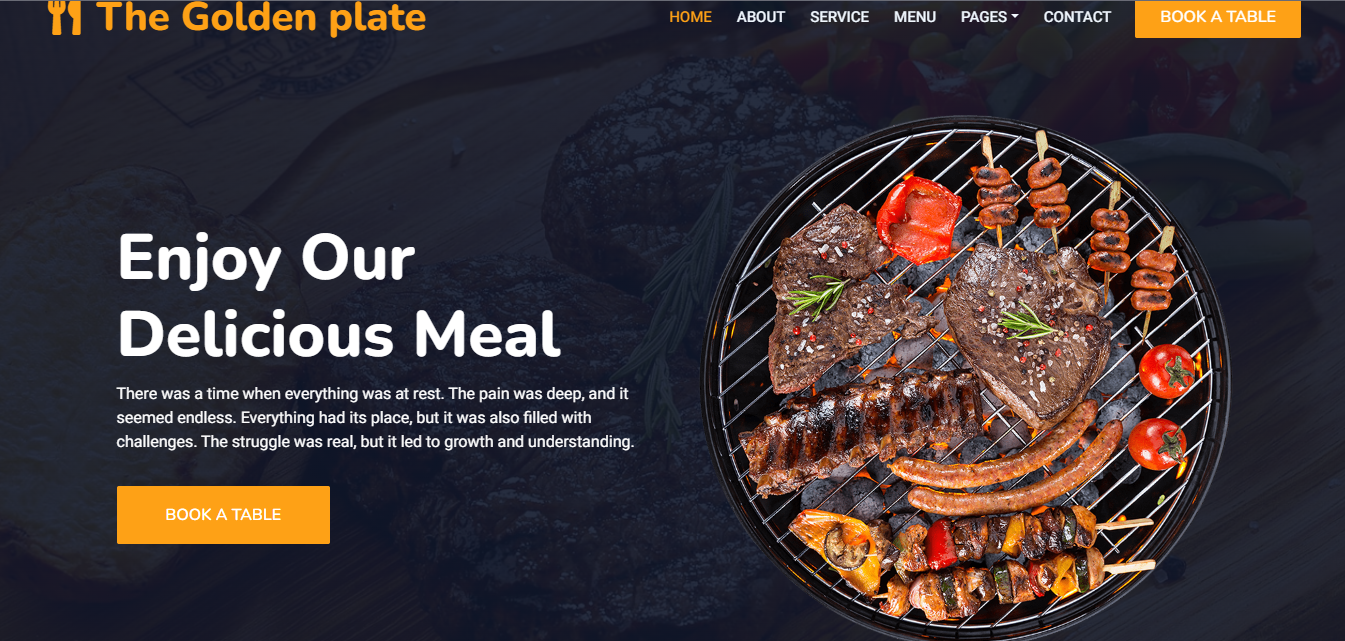 The Golden plate
HOME ABOUT SERVICE MENU PAGES CONTACT BOOK A TABLE
Enjoy Our
Delicious Meal
There was a time when everything was at rest. The pain was deep, and it
seemed endless. Everything had its place, but it was also filled with
challenges. The struggle was real, but it led to growth and understanding.
BOOK A TABLE